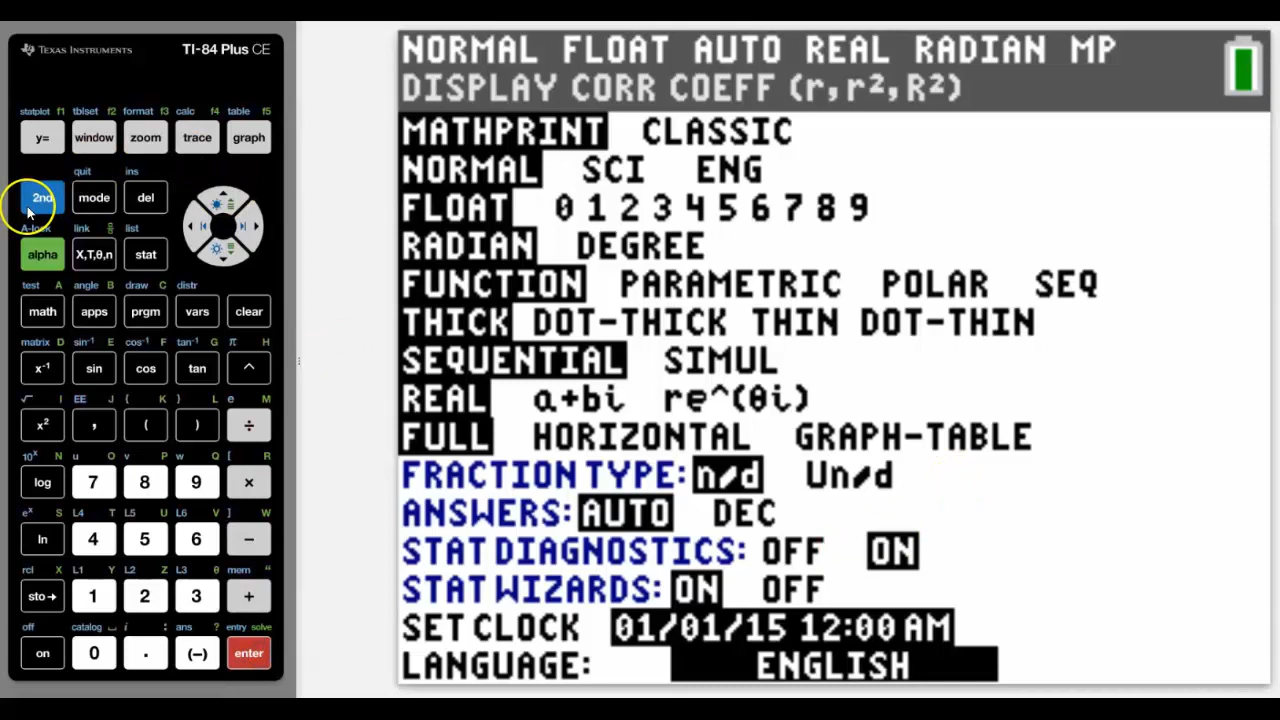 TEXAS INSTRUMENTS TI-84 Plus CE
statplot f1 tblset f2 format f3 calc f4 table f5
y= window zoom trace graph
quit ins
2nd mode del
A-lock link list
alpha X,T,θ,n stat
test A angle B draw C distr
math apps prgm vars clear
matrix D sin⁻¹ E cos⁻¹ F tan⁻¹ G π H
x⁻¹ sin cos tan ^
√ I EE J { K } L e M
x² , ( ) ÷
10ˣ N u O v P w Q [ R
log 7 8 9 ×
eˣ S L4 T L5 U L6 V ] W
ln 4 5 6 −
rcl X L1 Y L2 Z L3 θ mem “
sto→ 1 2 3 +
off catalog ⎵ i : ans ? entry solve
on 0 . (−) enter
NORMAL FLOAT AUTO REAL RADIAN MP
DISPLAY CORR COEFF (r,r²,R²)
MATHPRINT CLASSIC
NORMAL SCI ENG
FLOAT 0 1 2 3 4 5 6 7 8 9
RADIAN DEGREE
FUNCTION PARAMETRIC POLAR SEQ
THICK DOT-THICK THIN DOT-THIN
SEQUENTIAL SIMUL
REAL a+bi re^(θi)
FULL HORIZONTAL GRAPH-TABLE
FRACTION TYPE: n/d Un/d
ANSWERS: AUTO DEC
STAT DIAGNOSTICS: OFF ON
STAT WIZARDS: ON OFF
SET CLOCK 01/01/15 12:00 AM
LANGUAGE: ENGLISH